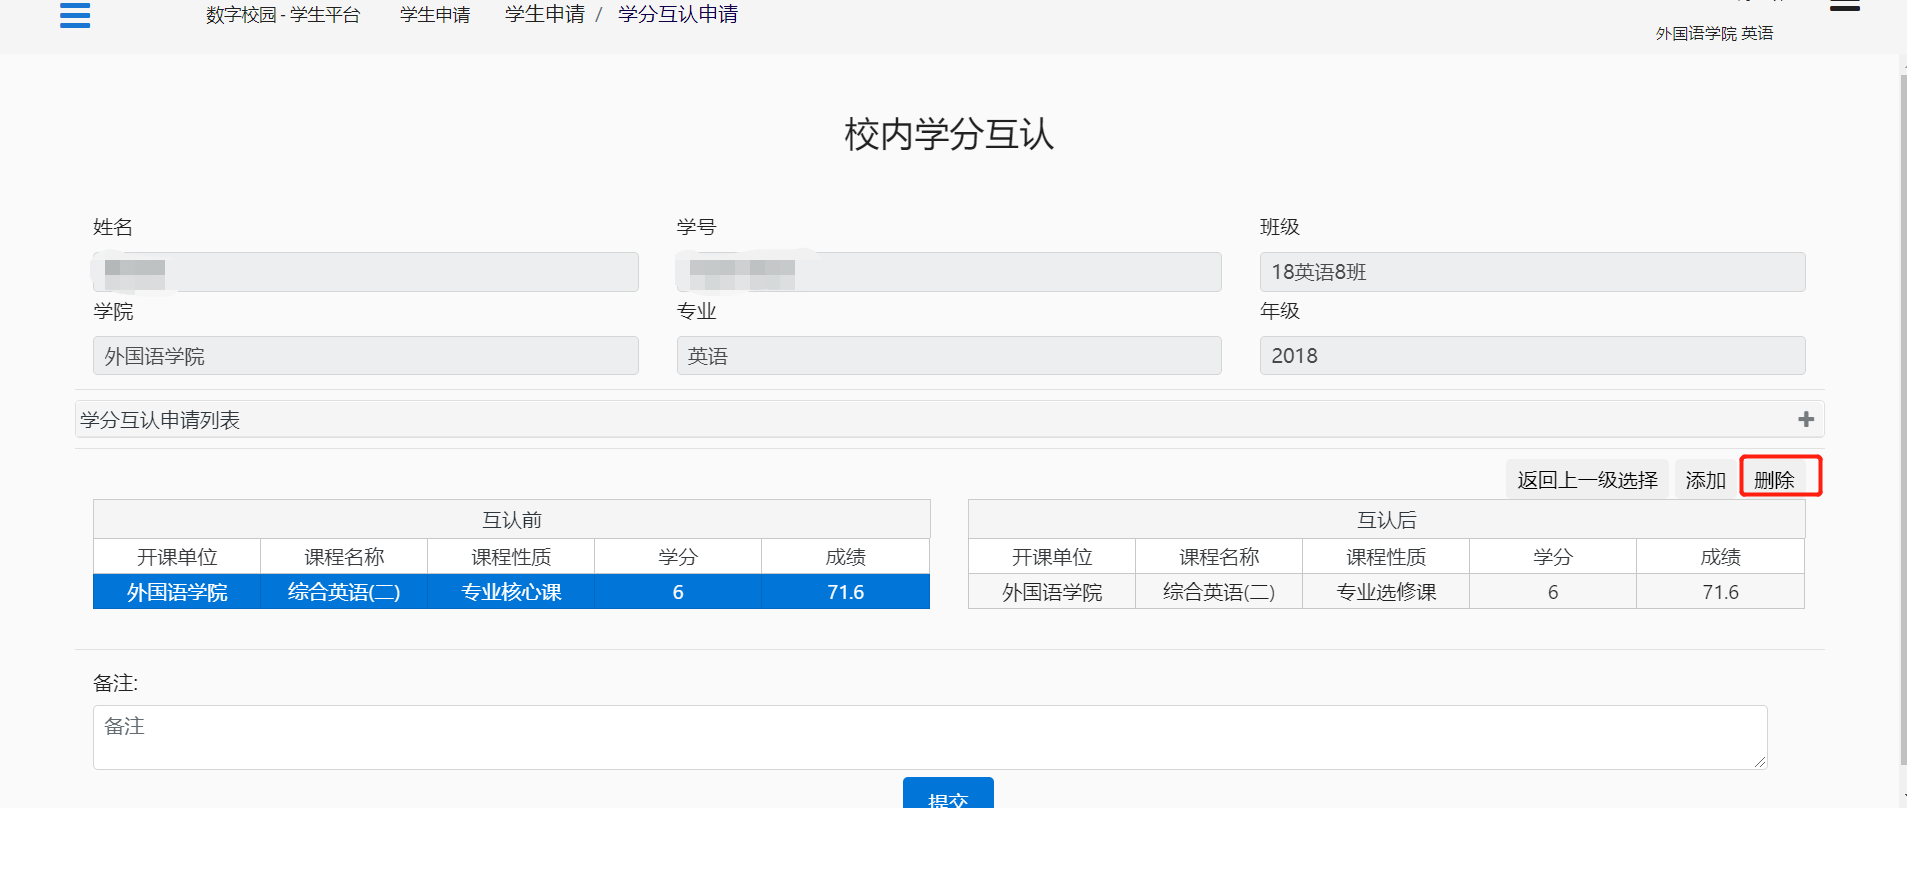 数字校园 - 学生平台 学生申请 学生申请 / 学分互认申请
外国语学院 英语
校内学分互认
姓名 学号 班级
18英语8班
学院 专业 年级
外国语学院 英语 2018
学分互认申请列表
返回上一级选择 添加 删除
互认前 互认后
开课单位 课程名称 课程性质 学分 成绩 开课单位 课程名称 课程性质 学分 成绩
外国语学院 综合英语(二) 专业核心课 6 71.6 外国语学院 综合英语(二) 专业选修课 6 71.6
备注:
备注
提交